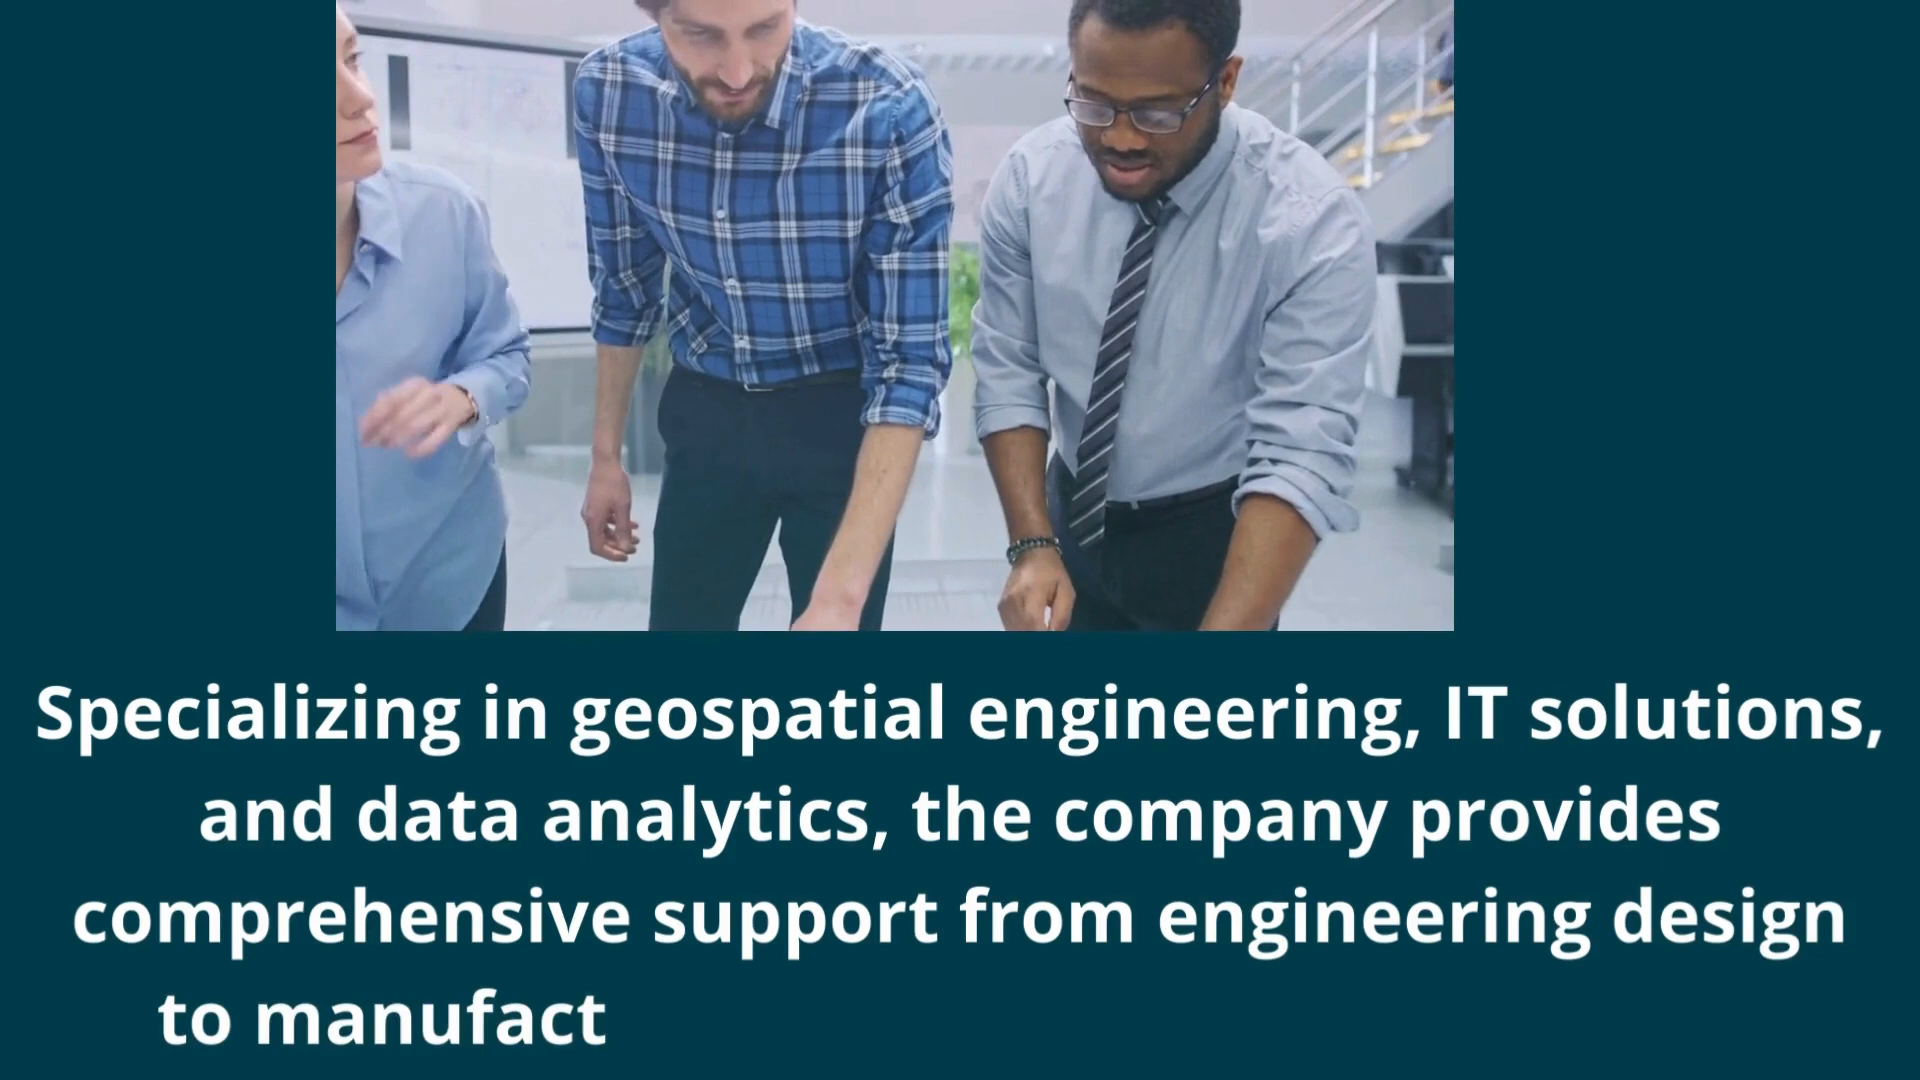 Specializing in geospatial engineering, IT solutions,
and data analytics, the company provides
comprehensive support from engineering design
to manufact